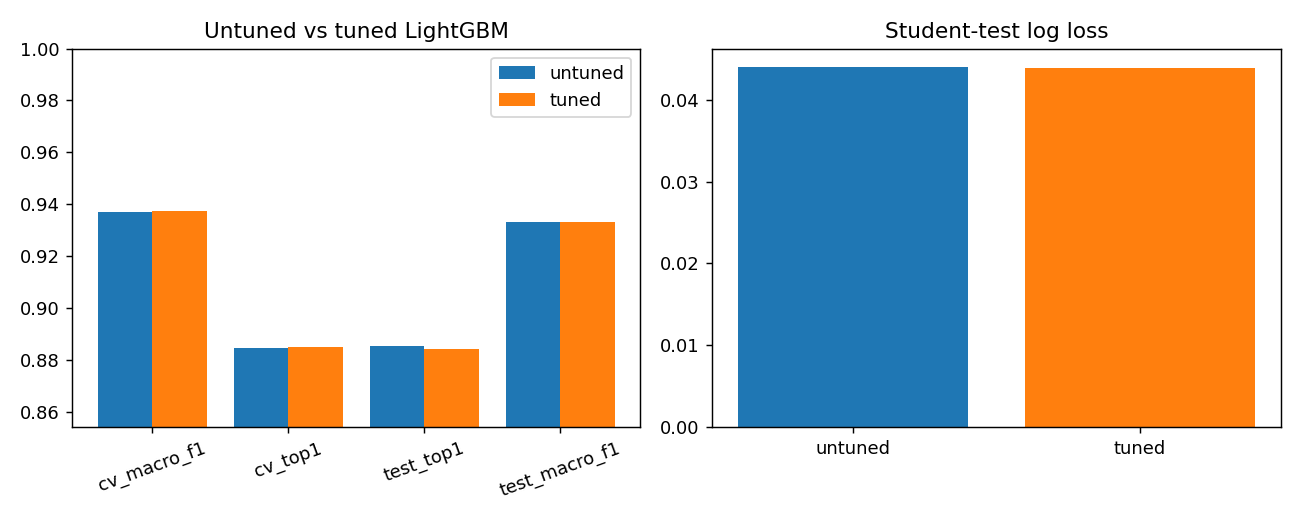 Untuned vs tuned LightGBM
1.00
0.98
0.96
0.94
0.92
0.90
0.88
0.86
untuned
tuned
cv_macro_f1
cv_top1
test_top1
test_macro_f1
Student-test log loss
0.04
0.03
0.02
0.01
0.00
untuned
tuned